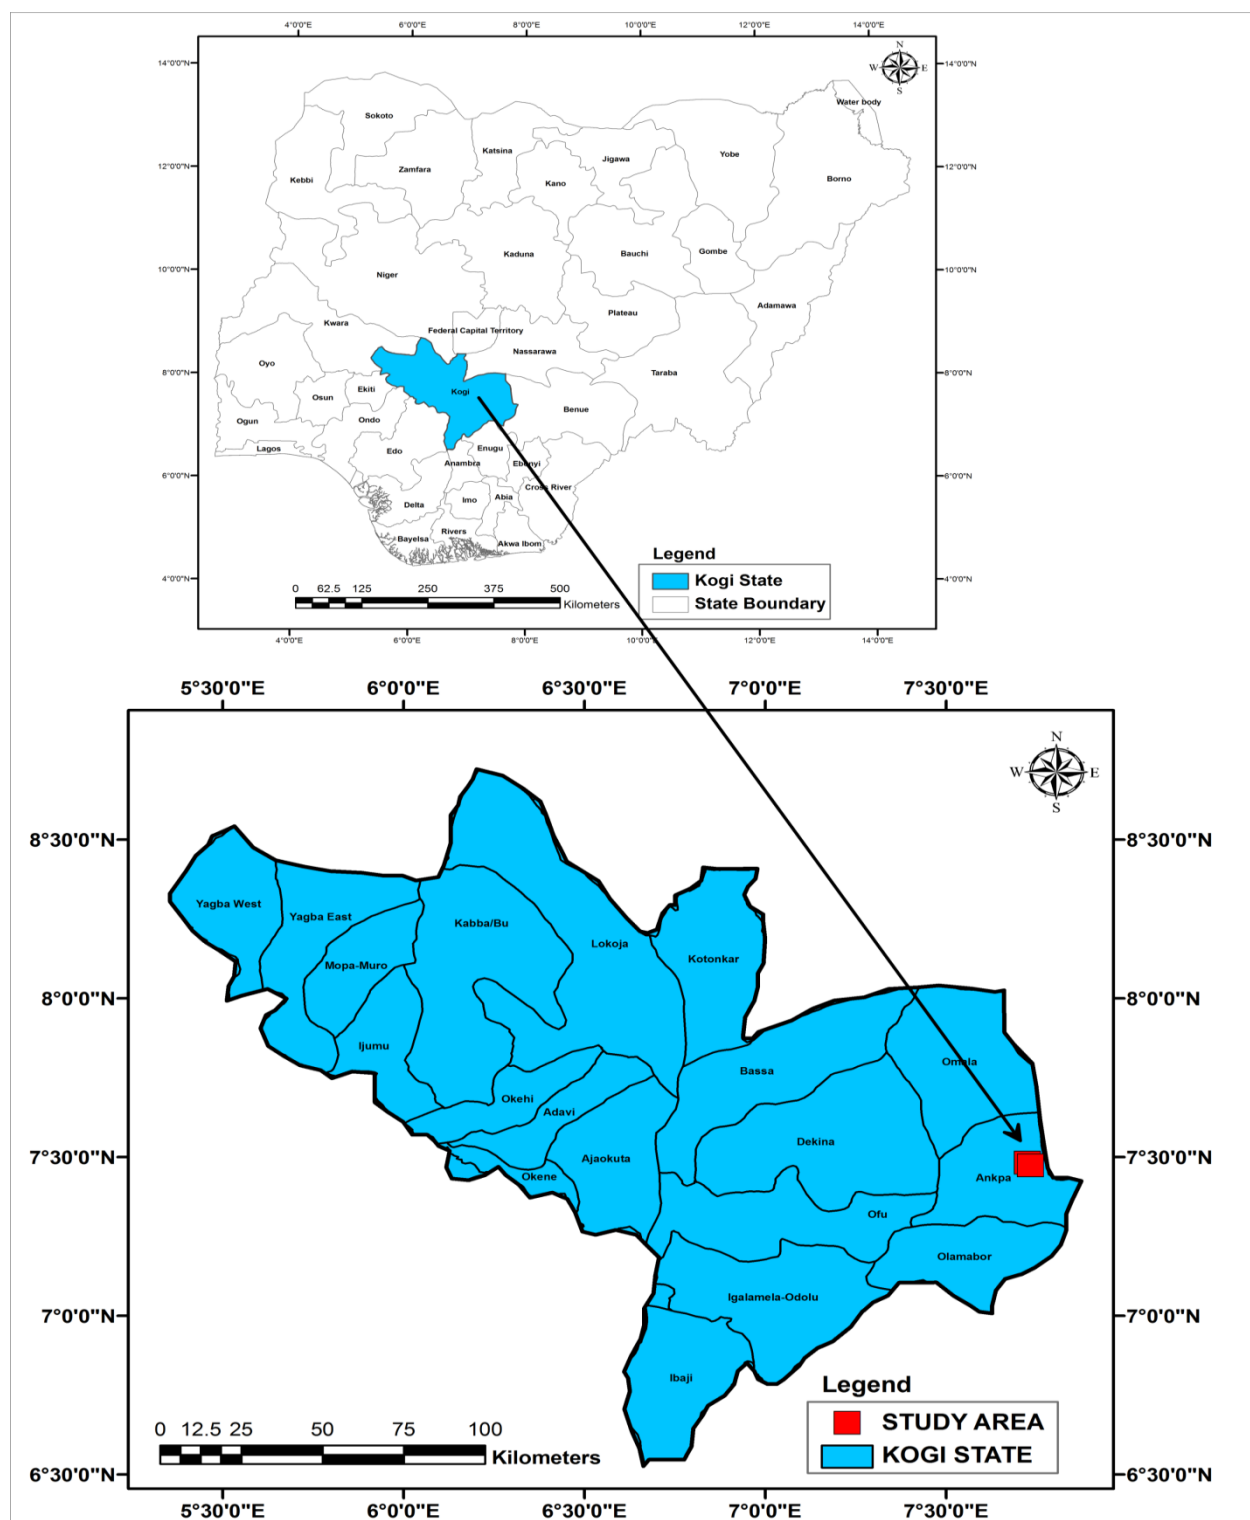 4°0'0"E 6°0'0"E 8°0'0"E 10°0'0"E 12°0'0"E 14°0'0"E
N
W E
S
14°0'0"N 14°0'0"N
Water body
Sokoto
Katsina
Yobe
Jigawa
12°0'0"N 12°0'0"N
Zamfara
Kebbi
Kano
Borno
10°0'0"N 10°0'0"N
Kaduna
Bauchi
Gombe
Niger
Adamawa
Plateau
Kwara
Federal Capital Territory
Nassarawa
Oyo
8°0'0"N 8°0'0"N
Taraba
Ekiti
Kogi
Osun
Benue
Ogun
Ondo
Lagos
Edo
Enugu
Anambra
Ebonyi
6°0'0"N 6°0'0"N
Cross River
Delta
Imo
Abia
Rivers
Bayelsa
Akwa Ibom
Legend
Kogi State
State Boundary
4°0'0"N 4°0'0"N
0 62.5 125 250 375 500
Kilometers
4°0'0"E 6°0'0"E 8°0'0"E 10°0'0"E 12°0'0"E 14°0'0"E
5°30'0"E 6°0'0"E 6°30'0"E 7°0'0"E 7°30'0"E
N
W E
S
8°30'0"N 8°30'0"N
Yagba West
Yagba East
Kabba/Bu
Lokoja
Kotonkar
Mopa-Muro
8°0'0"N 8°0'0"N
Ijumu
Omala
Bassa
Okehi
Adavi
Dekina
7°30'0"N 7°30'0"N
Ajaokuta
Okene
Ankpa
Ofu
Olamabor
Igalamela-Odolu
7°0'0"N 7°0'0"N
Ibaji
Legend
STUDY AREA
KOGI STATE
0 12.5 25 50 75 100
Kilometers
6°30'0"N 6°30'0"N
5°30'0"E 6°0'0"E 6°30'0"E 7°0'0"E 7°30'0"E